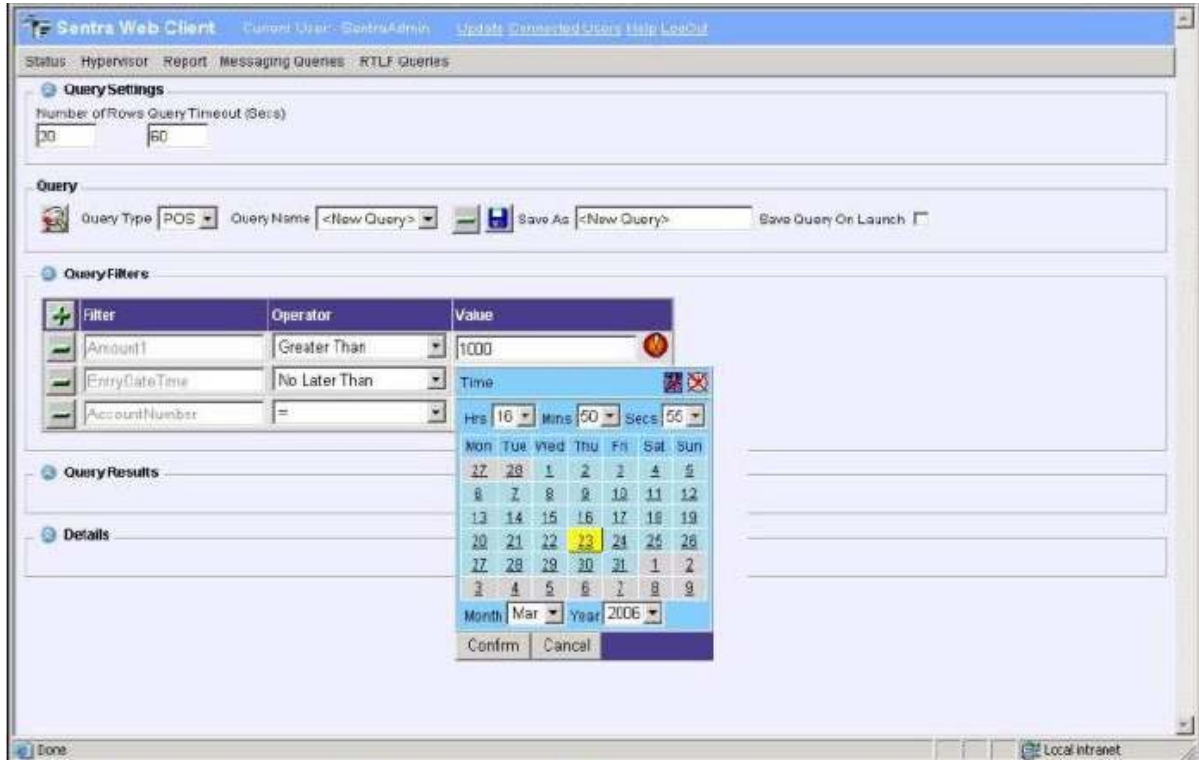 Sentra Web Client Current User: SentraAdmin Update Connected Users Help LogOut
Status Hypervisor Report Messaging Queries RTLF Queries
Query Settings
Number of Rows Query Timeout (Secs)
20 60
Query
Query Type POS Query Name <New Query> Save As <New Query> Save Query On Launch
Query Filters
Filter Operator Value
Amount1 Greater Than 1000
EntryDateTime No Later Than
AccountNumber =
Time
Hrs 16 Mins 50 Secs 55
Mon Tue Wed Thu Fri Sat Sun
27 28 1 2 3 4 5
6 7 8 9 10 11 12
13 14 15 16 17 18 19
20 21 22 23 24 25 26
27 28 29 30 31 1 2
3 4 5 6 7 8 9
Month Mar Year 2006
Confirm Cancel
Query Results
Details
Done Local intranet